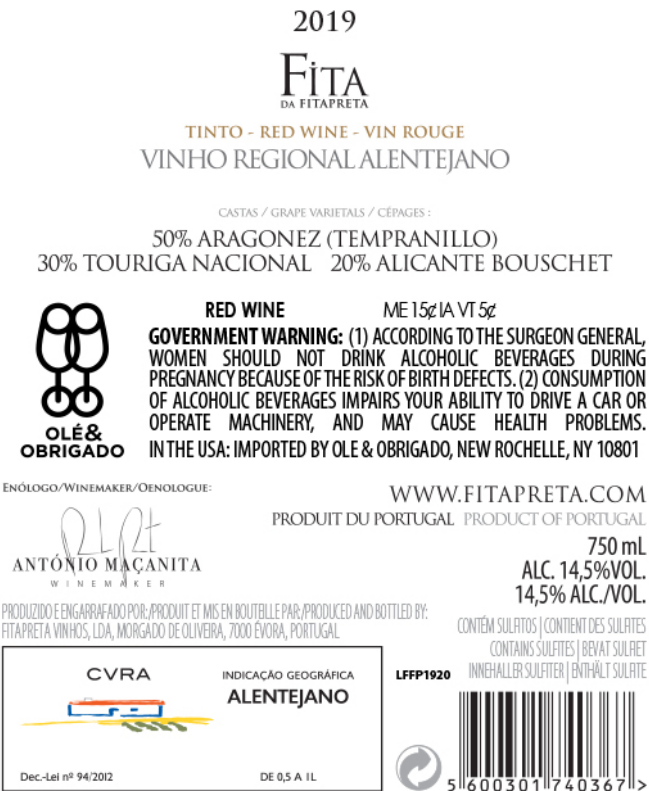 2019
FiTA
DA FITAPRETA
TINTO - RED WINE - VIN ROUGE
VINHO REGIONAL ALENTEJANO
CASTAS / GRAPE VARIETALS / CÉPAGES :
50% ARAGONEZ (TEMPRANILLO)
30% TOURIGA NACIONAL 20% ALICANTE BOUSCHET
RED WINE ME 15¢ IA VT 5¢
GOVERNMENT WARNING: (1) ACCORDING TO THE SURGEON GENERAL,
WOMEN SHOULD NOT DRINK ALCOHOLIC BEVERAGES DURING
PREGNANCY BECAUSE OF THE RISK OF BIRTH DEFECTS. (2) CONSUMPTION
OF ALCOHOLIC BEVERAGES IMPAIRS YOUR ABILITY TO DRIVE A CAR OR
OPERATE MACHINERY, AND MAY CAUSE HEALTH PROBLEMS.
IN THE USA: IMPORTED BY OLE & OBRIGADO, NEW ROCHELLE, NY 10801
OLÉ&
OBRIGADO
ENÓLOGO/WINEMAKER/OENOLOGUE:
ANTÓNIO MAÇANITA
WINEMAKER
WWW.FITAPRETA.COM
PRODUIT DU PORTUGAL PRODUCT OF PORTUGAL
750 mL
ALC. 14,5%VOL.
14,5% ALC./VOL.
PRODUZIDO E ENGARRAFADO POR:/PRODUIT ET MIS EN BOUTEILLE PAR:/PRODUCED AND BOTTLED BY:
FITAPRETA VINHOS, LDA, MORGADO DE OLIVEIRA, 7000 ÉVORA, PORTUGAL
CONTÉM SULFITOS | CONTIENT DES SULFITES
CONTAINS SULFITES | BEVAT SULFIET
INNEHALLER SULFITER | ENTHÄLT SULFITE
CVRA
INDICAÇÃO GEOGRÁFICA
ALENTEJANO
Dec.-Lei nº 94/2012
DE 0,5 A 1L
LFFP1920
5 600301 740367 >